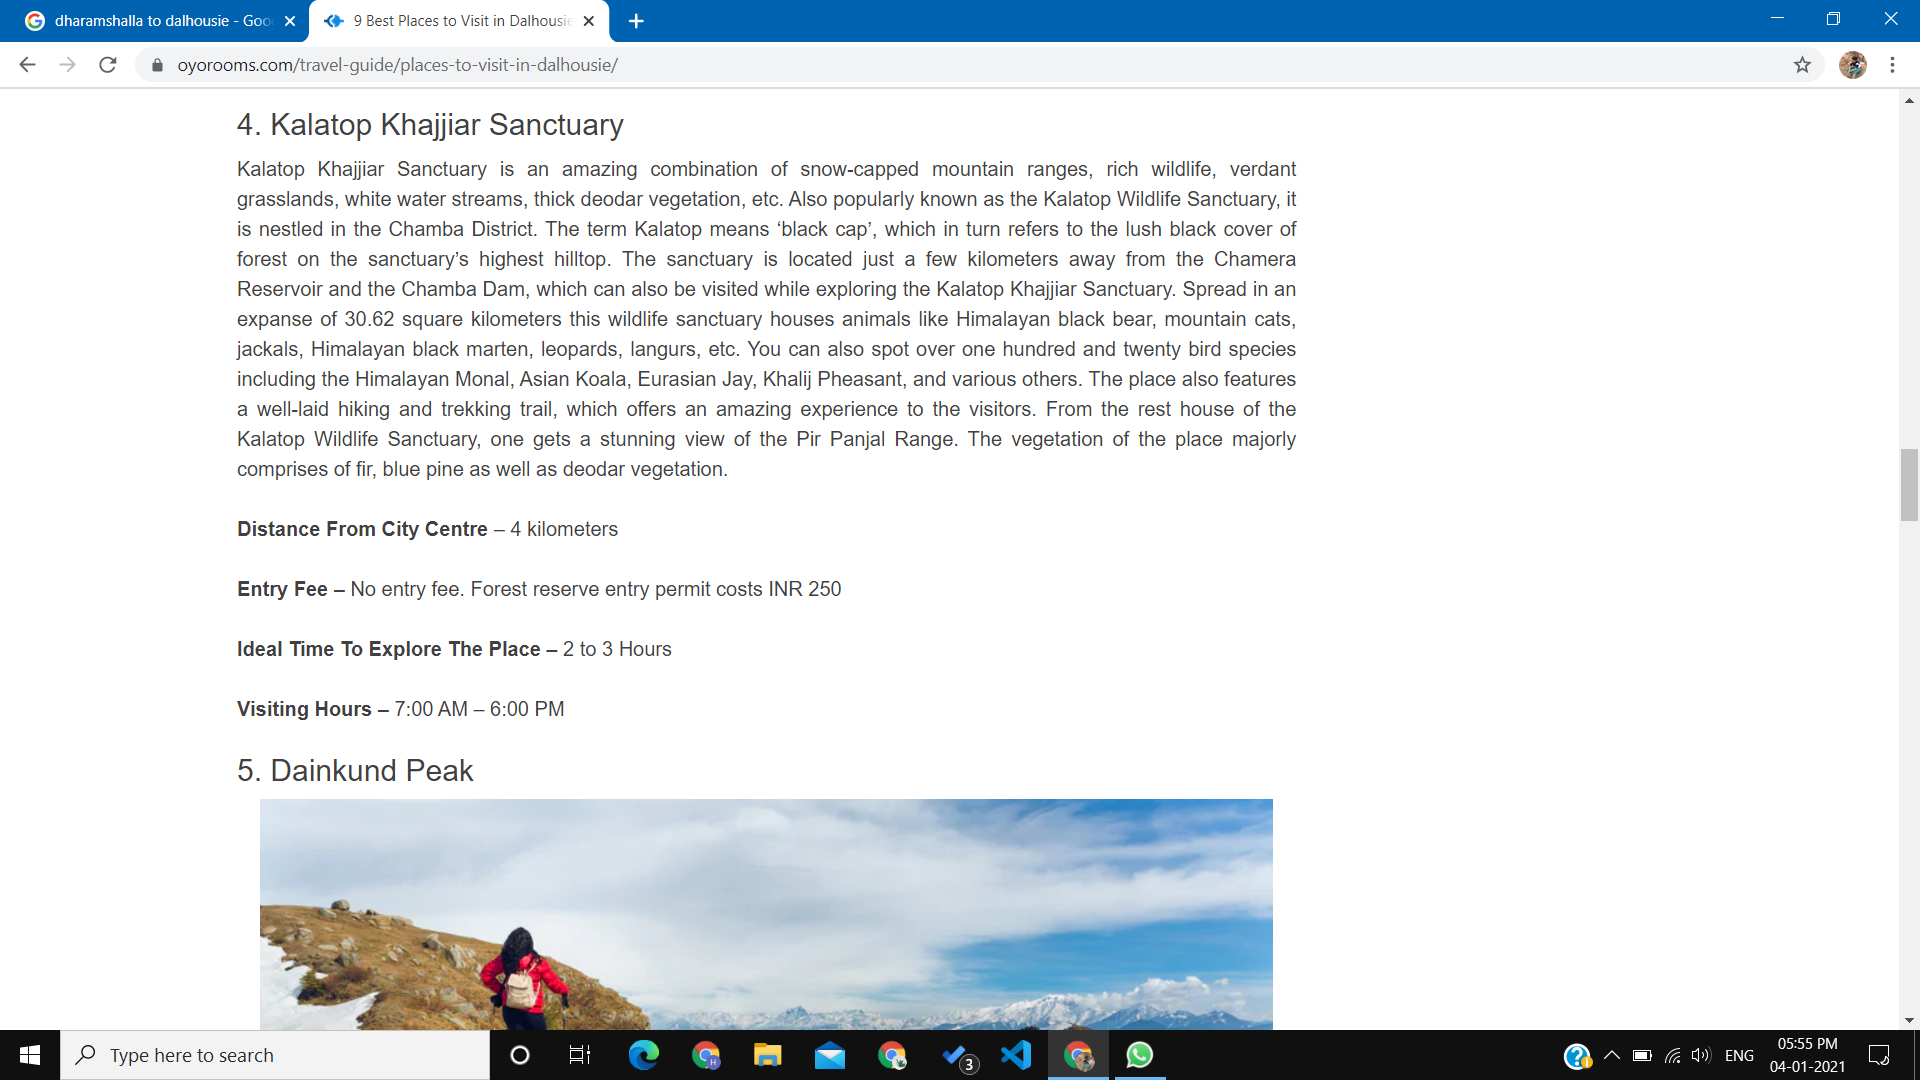 dharamshalla to dalhousie - Goo
9 Best Places to Visit in Dalhousie
oyorooms.com/travel-guide/places-to-visit-in-dalhousie/
4. Kalatop Khajjiar Sanctuary
Kalatop Khajjiar Sanctuary is an amazing combination of snow-capped mountain ranges, rich wildlife, verdant
grasslands, white water streams, thick deodar vegetation, etc. Also popularly known as the Kalatop Wildlife Sanctuary, it
is nestled in the Chamba District. The term Kalatop means ‘black cap’, which in turn refers to the lush black cover of
forest on the sanctuary’s highest hilltop. The sanctuary is located just a few kilometers away from the Chamera
Reservoir and the Chamba Dam, which can also be visited while exploring the Kalatop Khajjiar Sanctuary. Spread in an
expanse of 30.62 square kilometers this wildlife sanctuary houses animals like Himalayan black bear, mountain cats,
jackals, Himalayan black marten, leopards, langurs, etc. You can also spot over one hundred and twenty bird species
including the Himalayan Monal, Asian Koala, Eurasian Jay, Khalij Pheasant, and various others. The place also features
a well-laid hiking and trekking trail, which offers an amazing experience to the visitors. From the rest house of the
Kalatop Wildlife Sanctuary, one gets a stunning view of the Pir Panjal Range. The vegetation of the place majorly
comprises of fir, blue pine as well as deodar vegetation.
Distance From City Centre – 4 kilometers
Entry Fee – No entry fee. Forest reserve entry permit costs INR 250
Ideal Time To Explore The Place – 2 to 3 Hours
Visiting Hours – 7:00 AM – 6:00 PM
5. Dainkund Peak
Type here to search
H
3
ENG
05:55 PM
04-01-2021